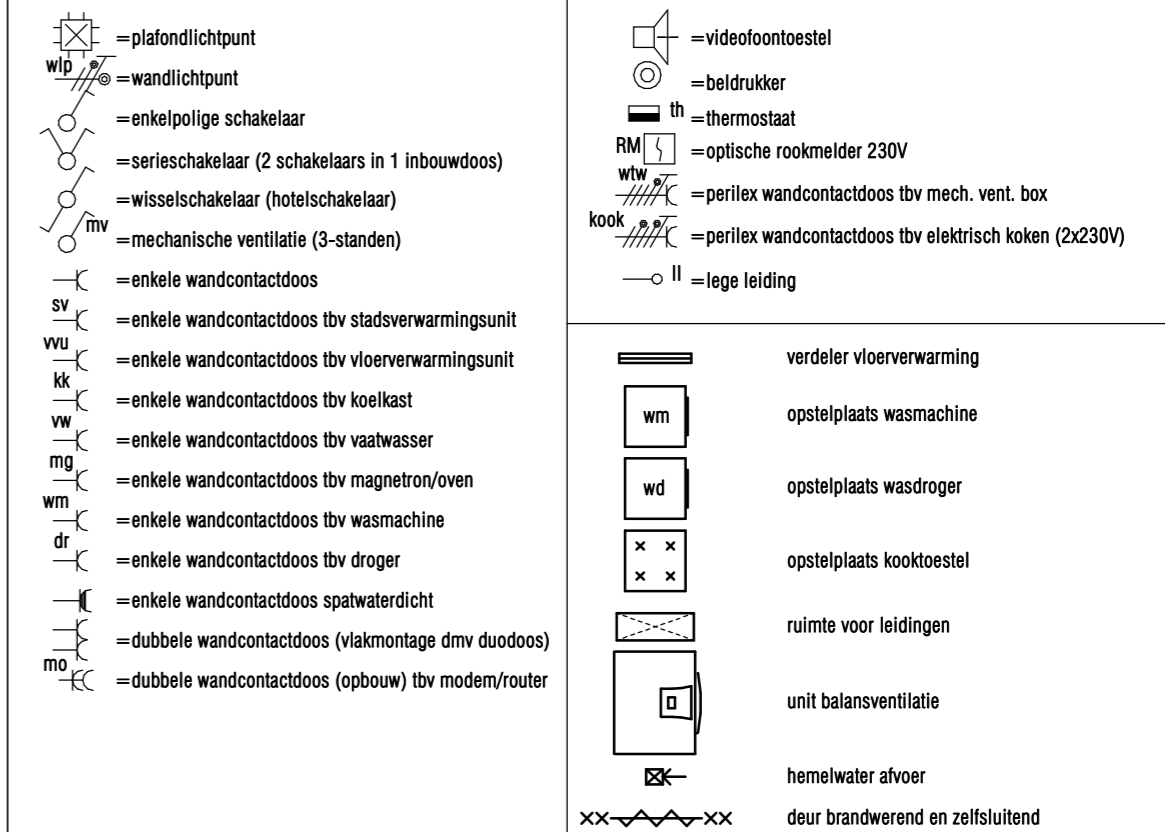 =plafondlichtpunt
wlp =wandlichtpunt
=enkelpolige schakelaar
=serieschakelaar (2 schakelaars in 1 inbouwdoos)
=wisselschakelaar (hotelschakelaar)
mv =mechanische ventilatie (3-standen)
=enkele wandcontactdoos
sv =enkele wandcontactdoos tbv stadsverwarmingsunit
vvu =enkele wandcontactdoos tbv vloerverwarmingsunit
kk =enkele wandcontactdoos tbv koelkast
vw =enkele wandcontactdoos tbv vaatwasser
mg =enkele wandcontactdoos tbv magnetron/oven
wm =enkele wandcontactdoos tbv wasmachine
dr =enkele wandcontactdoos tbv droger
=enkele wandcontactdoos spatwaterdicht
=dubbele wandcontactdoos (vlakmontage dmv duodoos)
mo =dubbele wandcontactdoos (opbouw) tbv modem/router
=videofoontoestel
=beldrukker
th =thermostaat
RM =optische rookmelder 230V
wtw =perilex wandcontactdoos tbv mech. vent. box
kook =perilex wandcontactdoos tbv elektrisch koken (2x230V)
ll =lege leiding
verdeler vloerverwarming
wm opstelplaats wasmachine
wd opstelplaats wasdroger
opstelplaats kooktoestel
ruimte voor leidingen
unit balansventilatie
hemelwater afvoer
deur brandwerend en zelfsluitend